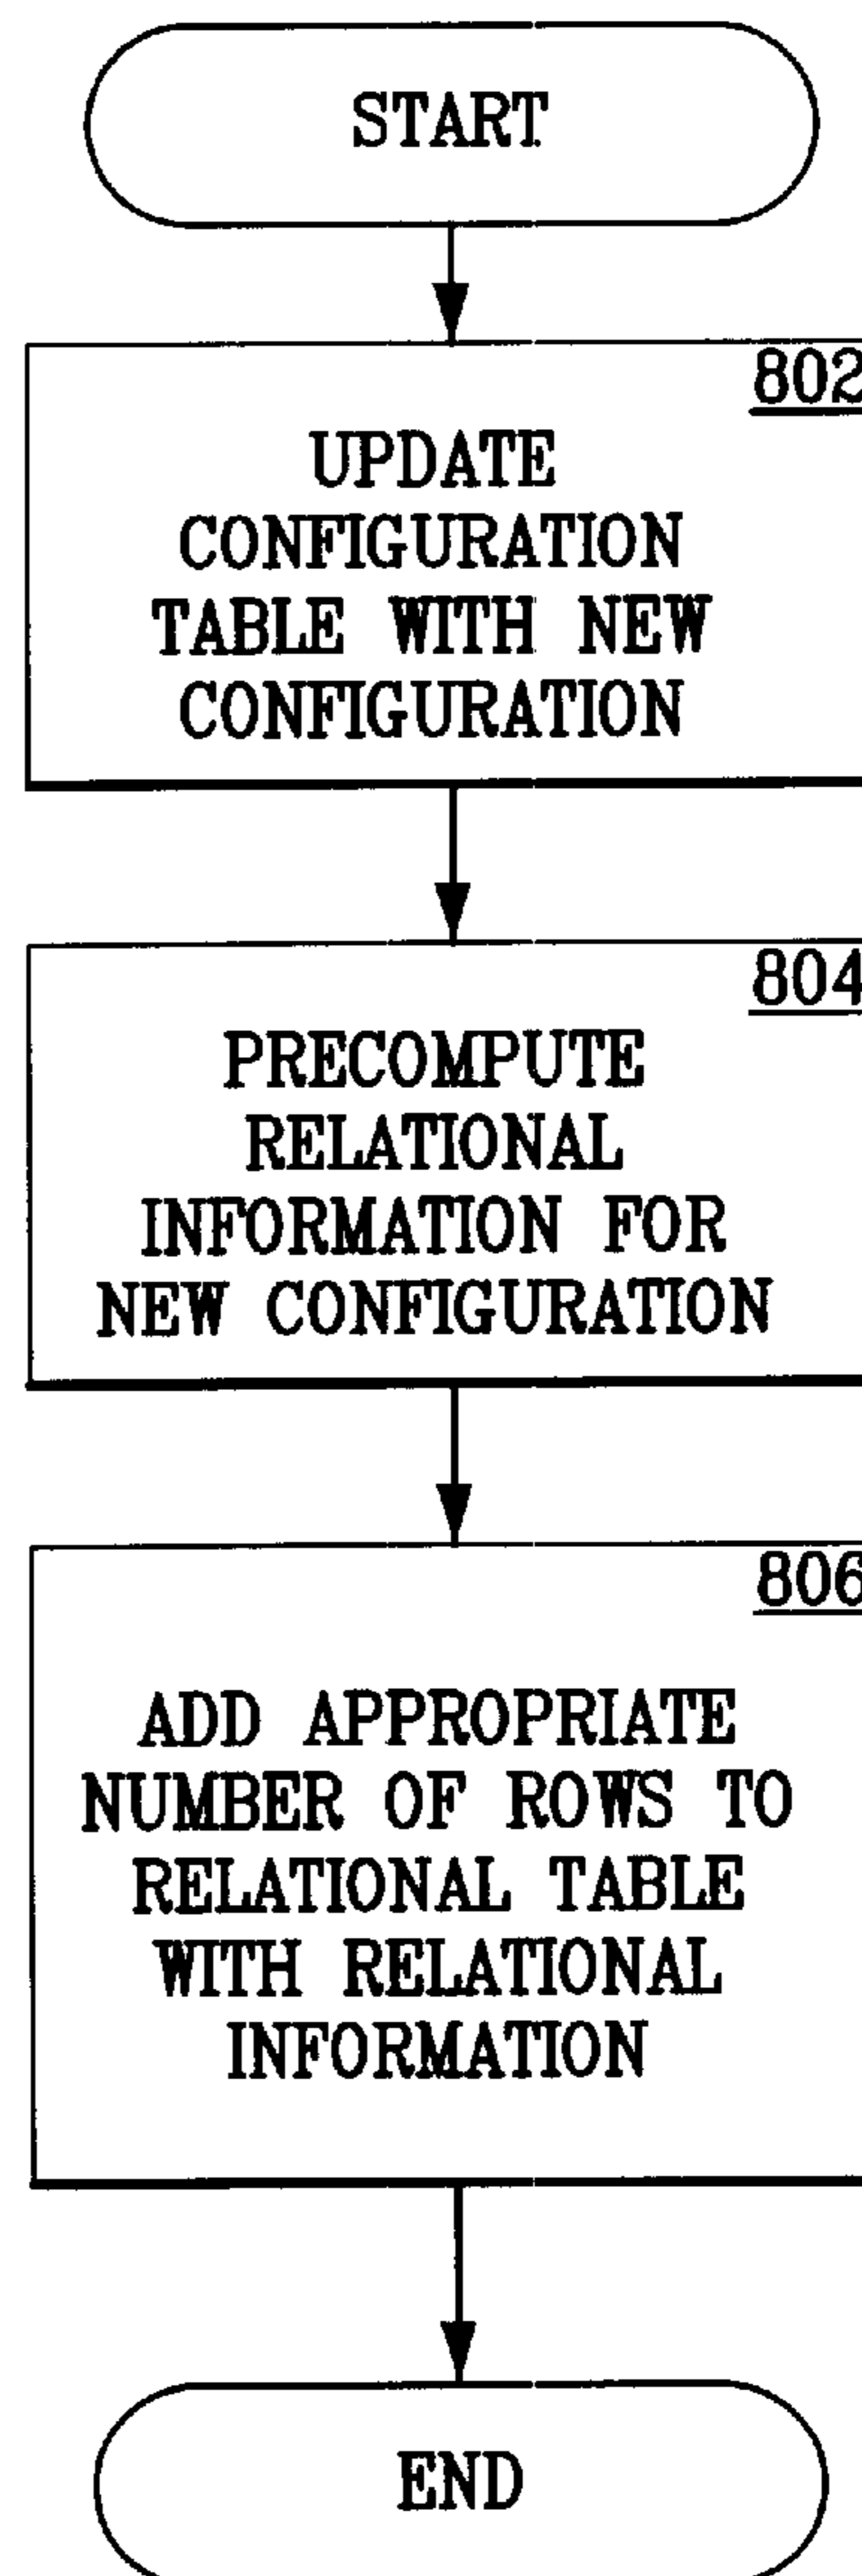 START
802
UPDATE
CONFIGURATION
TABLE WITH NEW
CONFIGURATION
804
PRECOMPUTE
RELATIONAL
INFORMATION FOR
NEW CONFIGURATION
806
ADD APPROPRIATE
NUMBER OF ROWS TO
RELATIONAL TABLE
WITH RELATIONAL
INFORMATION
END